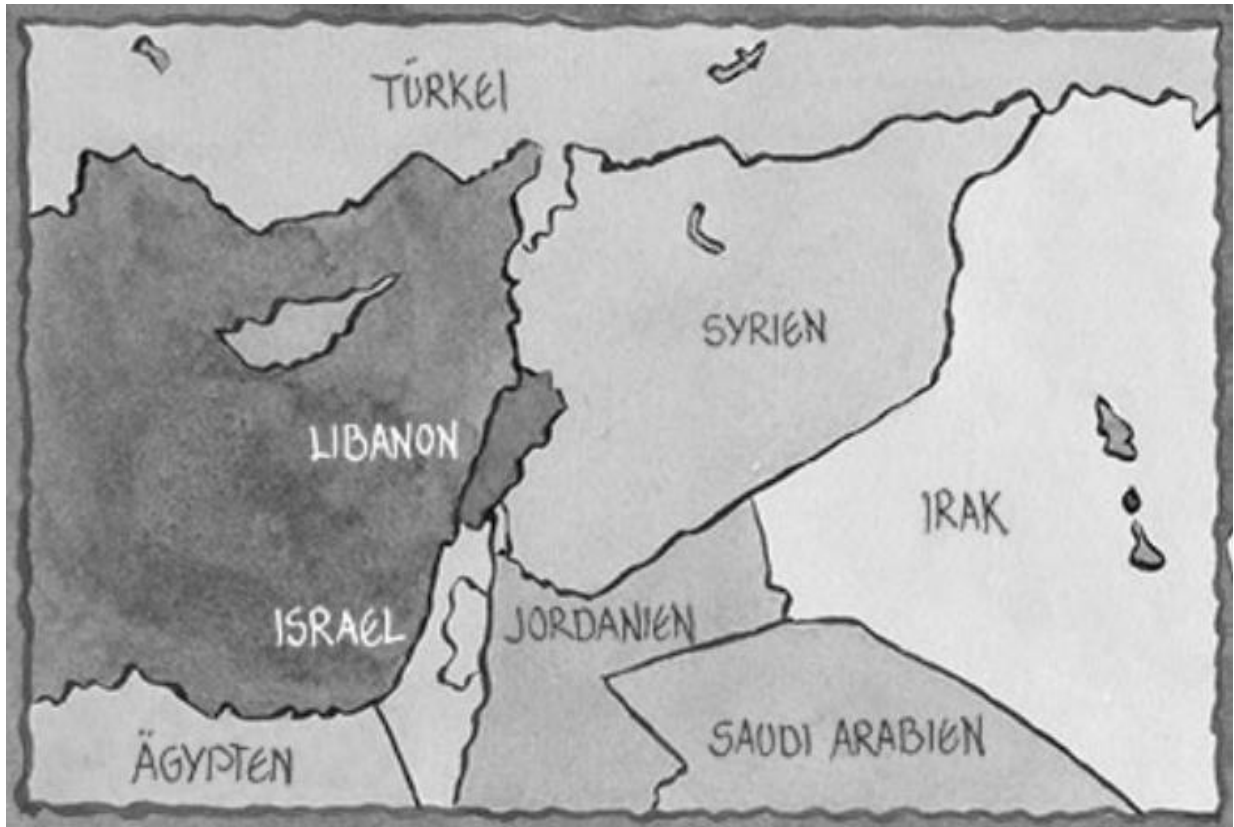 TÜRKEI
SYRIEN
LIBANON
IRAK
ISRAEL
JORDANIEN
SAUDI ARABIEN
ÄGYPTEN